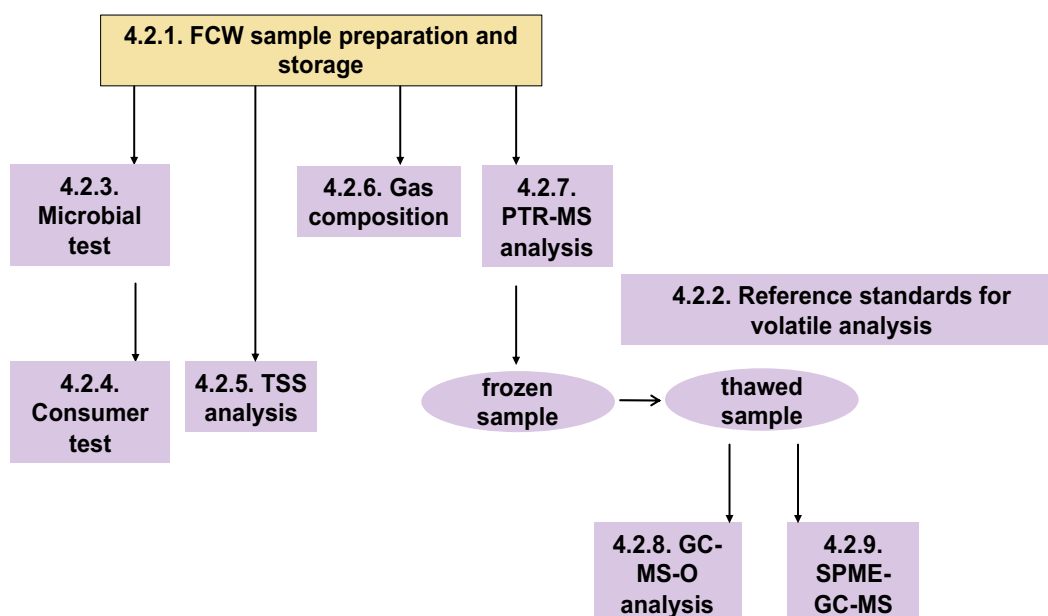 4.2.1. FCW sample preparation and
storage
4.2.3.
Microbial
test
4.2.6. Gas
composition
4.2.7.
PTR-MS
analysis
4.2.2. Reference standards for
volatile analysis
4.2.4.
Consumer
test
4.2.5. TSS
analysis
frozen
sample
thawed
sample
4.2.8. GC-
MS-O
analysis
4.2.9.
SPME-
GC-MS